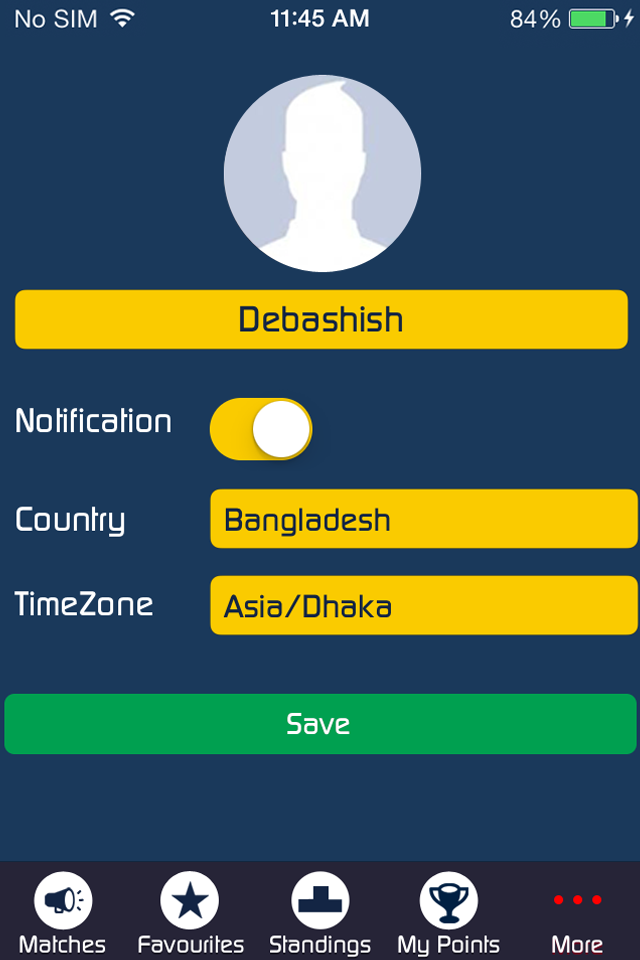 No SIM 11:45 AM 84%
Debashish
Notification
Country Bangladesh
TimeZone Asia/Dhaka
Save
Matches Favourites Standings My Points More